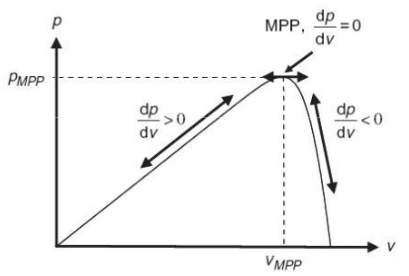 p
MPP, dp/dv = 0
p_MPP
dp/dv > 0
dp/dv < 0
v
v_MPP